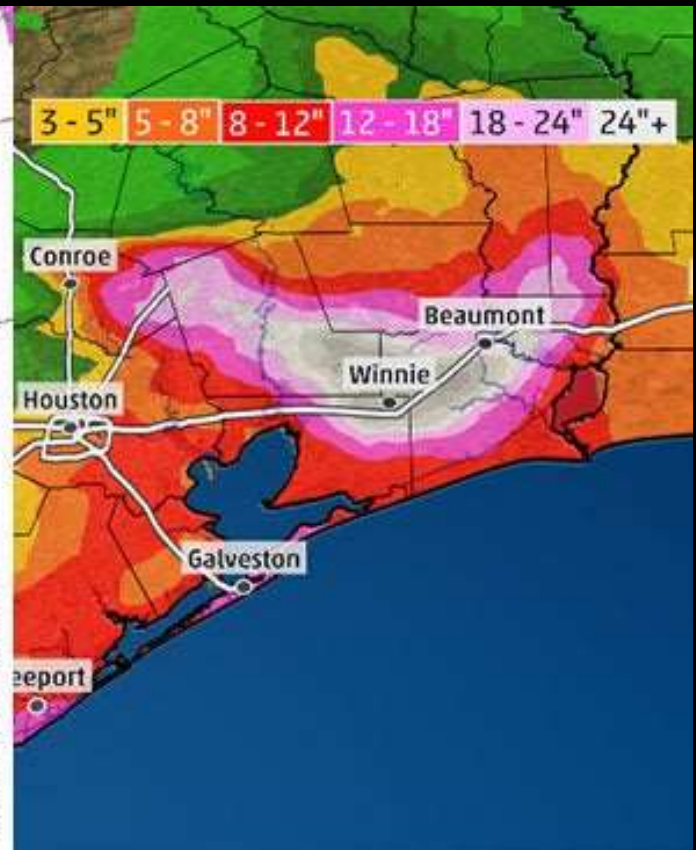 3 - 5" 5 - 8" 8 - 12" 12 - 18" 18 - 24" 24"+
Conroe
Beaumont
Winnie
Houston
Galveston
eeport